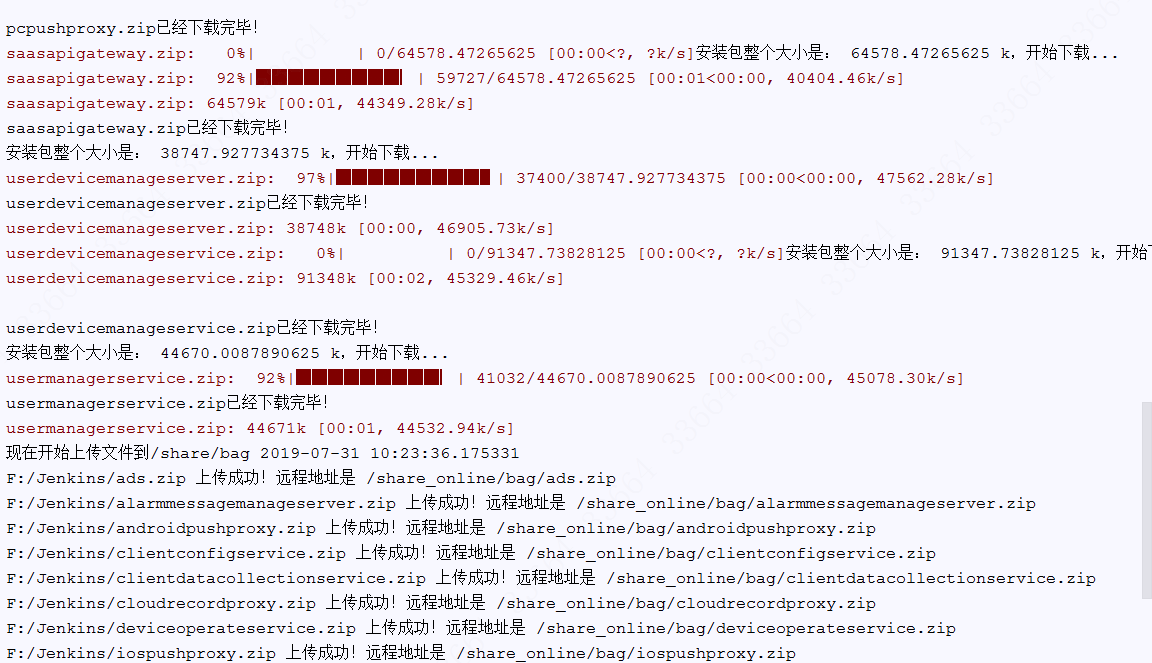 pcpushproxy.zip已经下载完毕!
saasapigateway.zip:   0%|          | 0/64578.47265625 [00:00<?, ?k/s]安装包整个大小是: 64578.47265625 k，开始下载...
saasapigateway.zip:  92%|█████████▏| 59727/64578.47265625 [00:01<00:00, 40404.46k/s]
saasapigateway.zip: 64579k [00:01, 44349.28k/s]
saasapigateway.zip已经下载完毕!
安装包整个大小是: 38747.927734375 k，开始下载...
userdevicemanageserver.zip:  97%|█████████▋| 37400/38747.927734375 [00:00<00:00, 47562.28k/s]
userdevicemanageserver.zip已经下载完毕!
userdevicemanageserver.zip: 38748k [00:00, 46905.73k/s]
userdevicemanageservice.zip:   0%|          | 0/91347.73828125 [00:00<?, ?k/s]安装包整个大小是: 91347.73828125 k，开始
userdevicemanageservice.zip: 91348k [00:02, 45329.46k/s]
userdevicemanageservice.zip已经下载完毕!
安装包整个大小是: 44670.0087890625 k，开始下载...
usermanagerservice.zip:  92%|█████████▏| 41032/44670.0087890625 [00:00<00:00, 45078.30k/s]
usermanagerservice.zip已经下载完毕!
usermanagerservice.zip: 44671k [00:01, 44532.94k/s]
现在开始上传文件到/share/bag 2019-07-31 10:23:36.175331
F:/Jenkins/ads.zip 上传成功! 远程地址是 /share_online/bag/ads.zip
F:/Jenkins/alarmmessagemanageserver.zip 上传成功! 远程地址是 /share_online/bag/alarmmessagemanageserver.zip
F:/Jenkins/androidpushproxy.zip 上传成功! 远程地址是 /share_online/bag/androidpushproxy.zip
F:/Jenkins/clientconfigservice.zip 上传成功! 远程地址是 /share_online/bag/clientconfigservice.zip
F:/Jenkins/clientdatacollectionservice.zip 上传成功! 远程地址是 /share_online/bag/clientdatacollectionservice.zip
F:/Jenkins/cloudrecordproxy.zip 上传成功! 远程地址是 /share_online/bag/cloudrecordproxy.zip
F:/Jenkins/deviceoperateservice.zip 上传成功! 远程地址是 /share_online/bag/deviceoperateservice.zip
F:/Jenkins/iospushproxy.zip 上传成功! 远程地址是 /share_online/bag/iospushproxy.zip